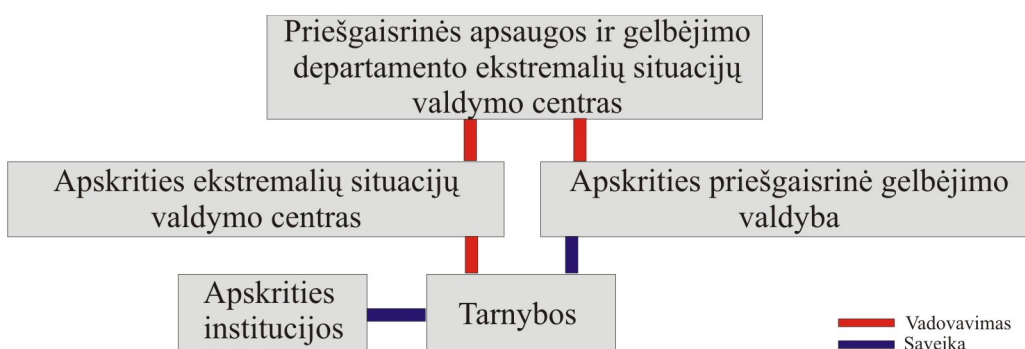 Priešgaisrinės apsaugos ir gelbėjimo
departamento ekstremalių situacijų
valdymo centras
Apskrities ekstremalių situacijų
valdymo centras
Apskrities priešgaisrinė gelbėjimo
valdyba
Apskrities
institucijos
Tarnybos
Vadovavimas
Saveika